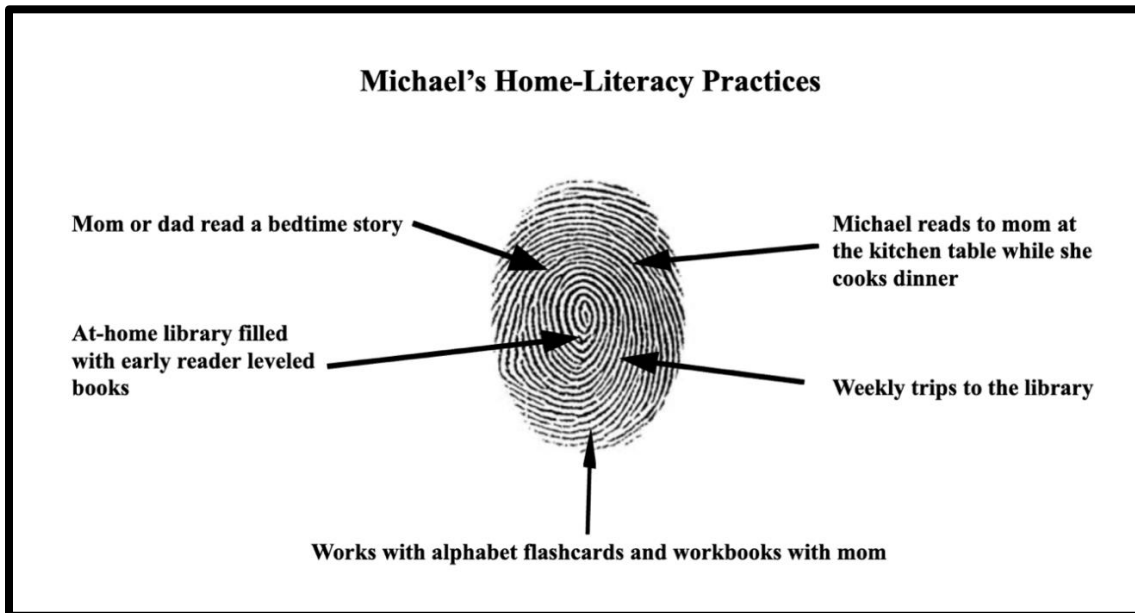 Michael’s Home-Literacy Practices
Mom or dad read a bedtime story
Michael reads to mom at
the kitchen table while she
cooks dinner
At-home library filled
with early reader leveled
books
Weekly trips to the library
Works with alphabet flashcards and workbooks with mom